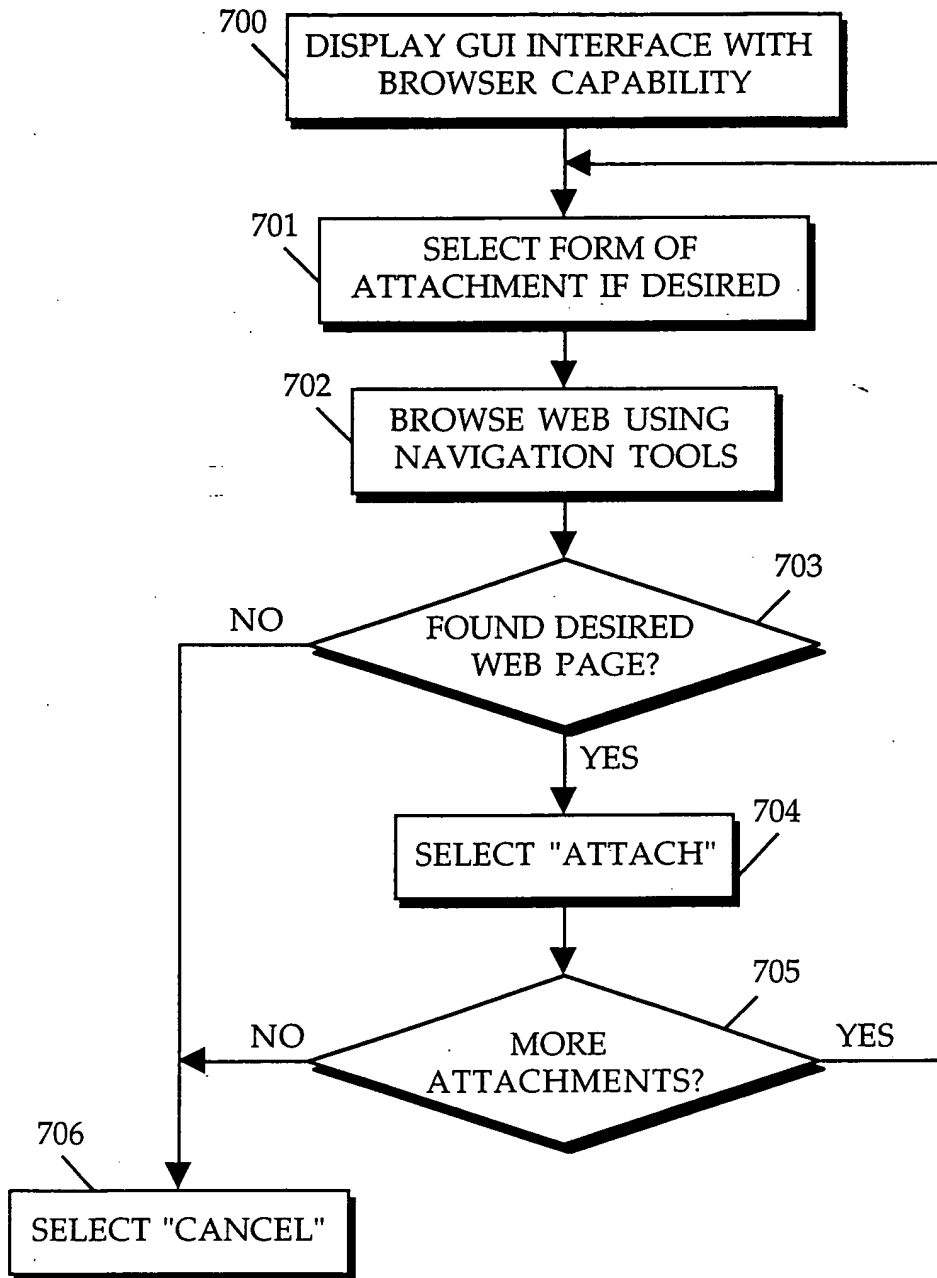 700
DISPLAY GUI INTERFACE WITH
BROWSER CAPABILITY
701
SELECT FORM OF
ATTACHMENT IF DESIRED
702
BROWSE WEB USING
NAVIGATION TOOLS
703
NO
FOUND DESIRED
WEB PAGE?
YES
704
SELECT "ATTACH"
705
NO
MORE
ATTACHMENTS?
YES
706
SELECT "CANCEL"